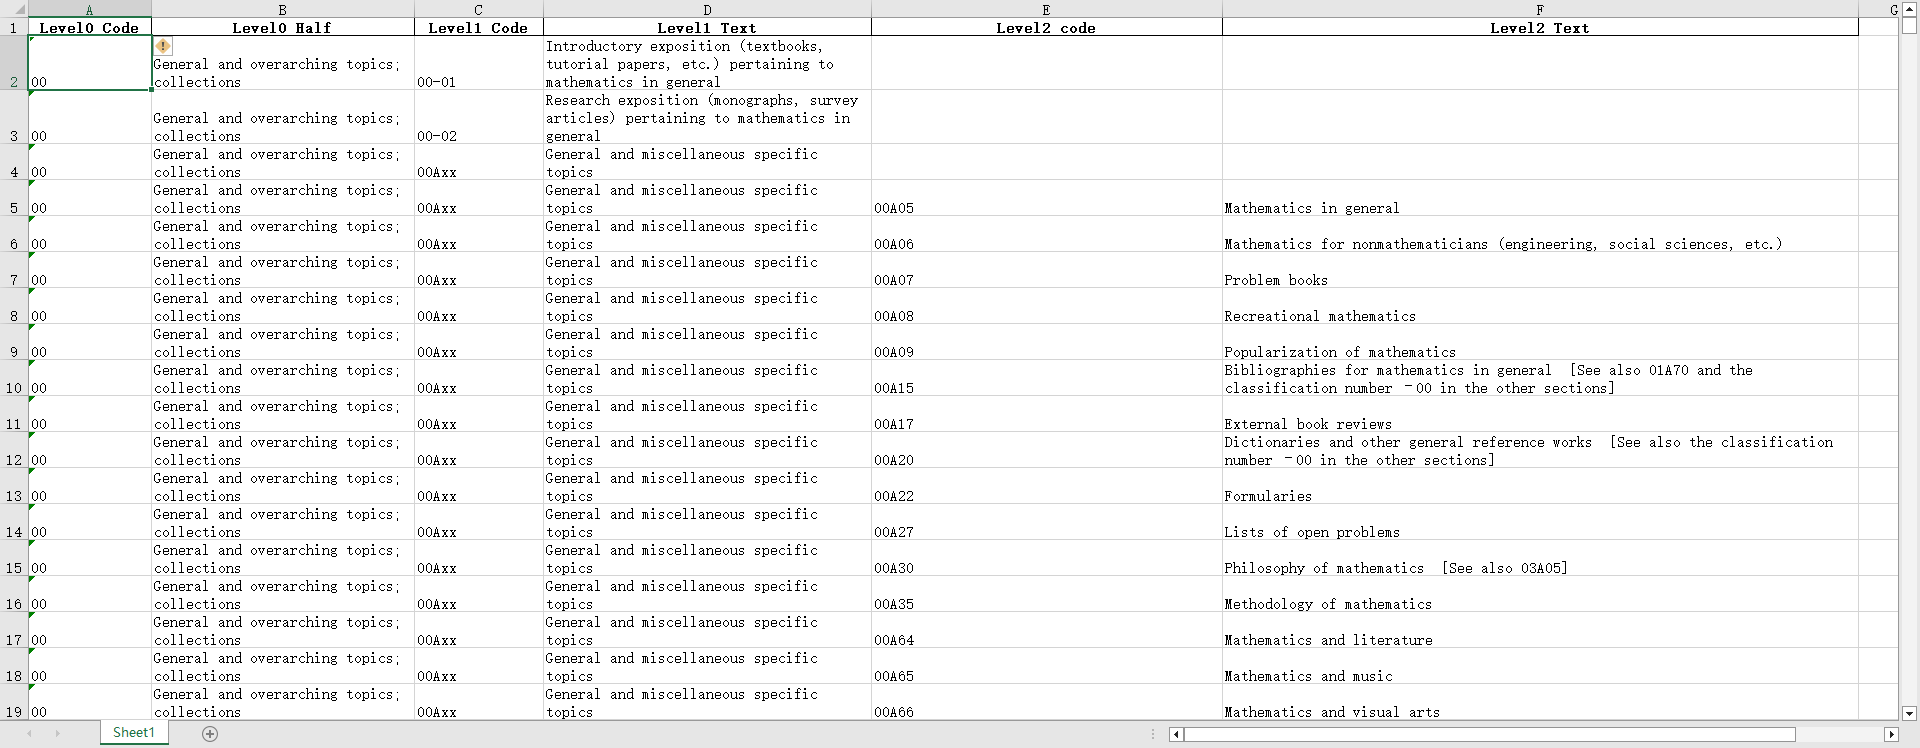 A B C D E F G
1 Level0 Code Level0 Half Level1 Code Level1 Text Level2 code Level2 Text
Introductory exposition (textbooks,
General and overarching topics; tutorial papers, etc.) pertaining to
2 00 collections 00-01 mathematics in general
Research exposition (monographs, survey
General and overarching topics; articles) pertaining to mathematics in
3 00 collections 00-02 general
General and overarching topics; General and miscellaneous specific
4 00 collections 00Axx topics
General and overarching topics; General and miscellaneous specific
5 00 collections 00Axx topics 00A05 Mathematics in general
General and overarching topics; General and miscellaneous specific
6 00 collections 00Axx topics 00A06 Mathematics for nonmathematicians (engineering, social sciences, etc.)
General and overarching topics; General and miscellaneous specific
7 00 collections 00Axx topics 00A07 Problem books
General and overarching topics; General and miscellaneous specific
8 00 collections 00Axx topics 00A08 Recreational mathematics
General and overarching topics; General and miscellaneous specific
9 00 collections 00Axx topics 00A09 Popularization of mathematics
General and overarching topics; General and miscellaneous specific Bibliographies for mathematics in general [See also 01A70 and the
10 00 collections 00Axx topics 00A15 classification number －00 in the other sections]
General and overarching topics; General and miscellaneous specific
11 00 collections 00Axx topics 00A17 External book reviews
General and overarching topics; General and miscellaneous specific Dictionaries and other general reference works [See also the classification
12 00 collections 00Axx topics 00A20 number －00 in the other sections]
General and overarching topics; General and miscellaneous specific
13 00 collections 00Axx topics 00A22 Formularies
General and overarching topics; General and miscellaneous specific
14 00 collections 00Axx topics 00A27 Lists of open problems
General and overarching topics; General and miscellaneous specific
15 00 collections 00Axx topics 00A30 Philosophy of mathematics [See also 03A05]
General and overarching topics; General and miscellaneous specific
16 00 collections 00Axx topics 00A35 Methodology of mathematics
General and overarching topics; General and miscellaneous specific
17 00 collections 00Axx topics 00A64 Mathematics and literature
General and overarching topics; General and miscellaneous specific
18 00 collections 00Axx topics 00A65 Mathematics and music
General and overarching topics; General and miscellaneous specific
19 00 collections 00Axx topics 00A66 Mathematics and visual arts
Sheet1